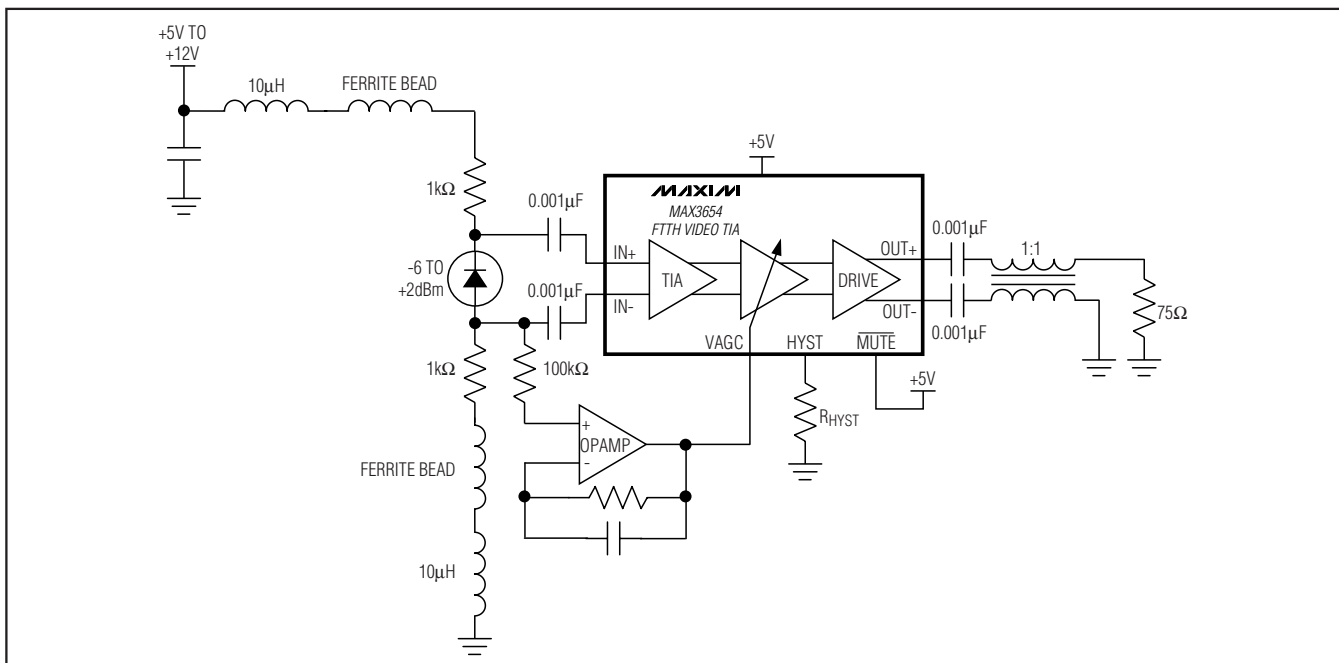 +5V TO
+12V
10µH
FERRITE BEAD
1kΩ
0.001µF
+5V
MAXIM
MAX3654
FTTH VIDEO TIA
-6 TO
+2dBm
0.001µF
IN+
IN-
TIA
DRIVE
OUT+
OUT-
0.001µF
0.001µF
1:1
75Ω
VAGC
HYST
MUTE
+5V
1kΩ
100kΩ
RHYST
+
OPAMP
-
FERRITE BEAD
10µH